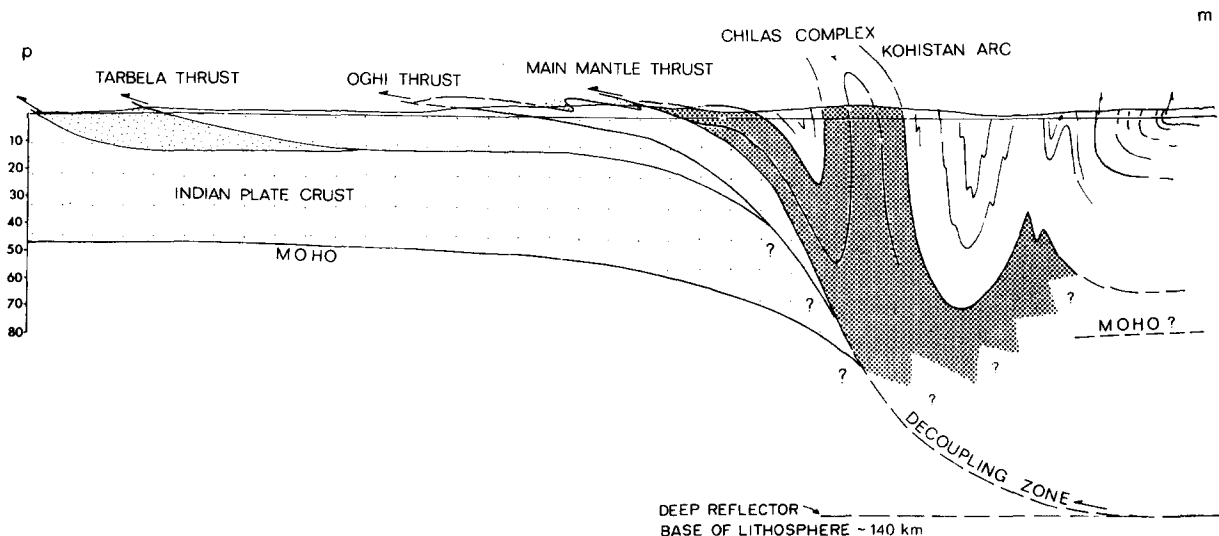 p
m
CHILAS COMPLEX
KOHISTAN ARC
TARBELA THRUST
OGHI THRUST
MAIN MANTLE THRUST
10
20
30
40
50
60
70
80
INDIAN PLATE CRUST
MOHO
?
?
?
?
?
?
?
MOHO ?
DECOUPLING ZONE
DEEP REFLECTOR
BASE OF LITHOSPHERE ~ 140 km